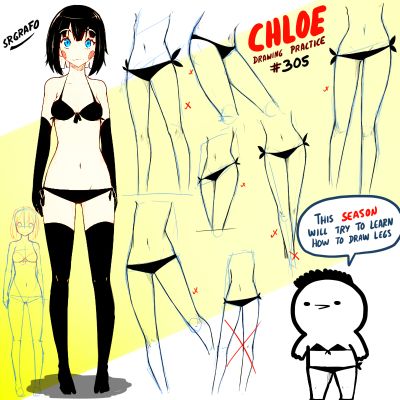 SRGRAFO
CHLOE
DRAWING PRACTICE
#305
THIS SEASON
WILL TRY TO LEARN
HOW TO DRAW LEGS